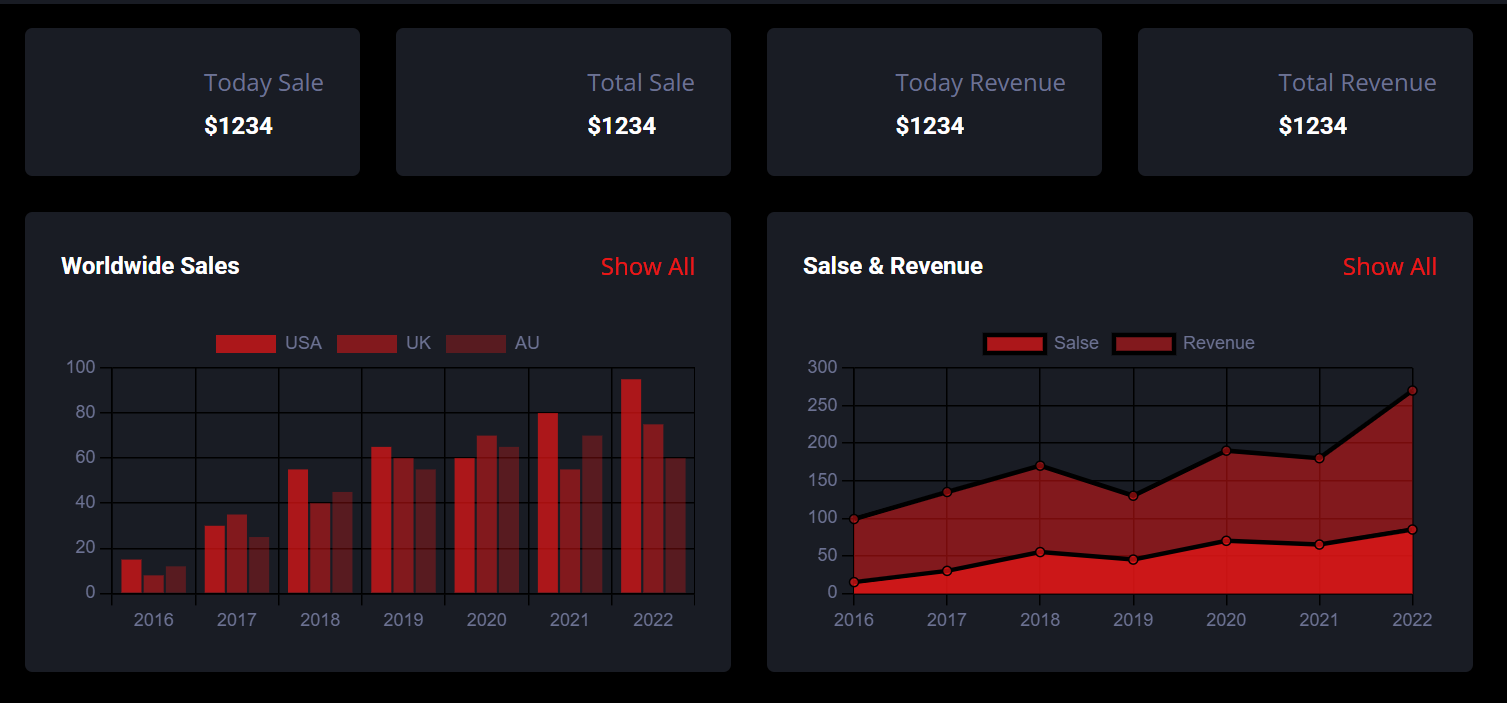 Today Sale
$1234
Total Sale
$1234
Today Revenue
$1234
Total Revenue
$1234
Worldwide Sales
Show All
USA
UK
AU
100
80
60
40
20
0
2016 2017 2018 2019 2020 2021 2022
Salse & Revenue
Show All
Salse
Revenue
300
250
200
150
100
50
0
2016 2017 2018 2019 2020 2021 2022